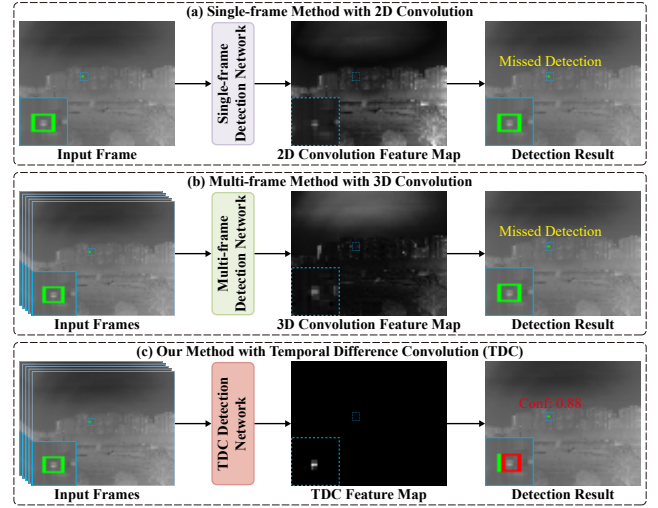 (a) Single-frame Method with 2D Convolution
Single-frame
Detection Network
Missed Detection
Input Frame
2D Convolution Feature Map
Detection Result
(b) Multi-frame Method with 3D Convolution
Multi-frame
Detection Network
Missed Detection
Input Frames
3D Convolution Feature Map
Detection Result
(c) Our Method with Temporal Difference Convolution (TDC)
TDC Detection
Network
Conf: 0.88
Input Frames
TDC Feature Map
Detection Result